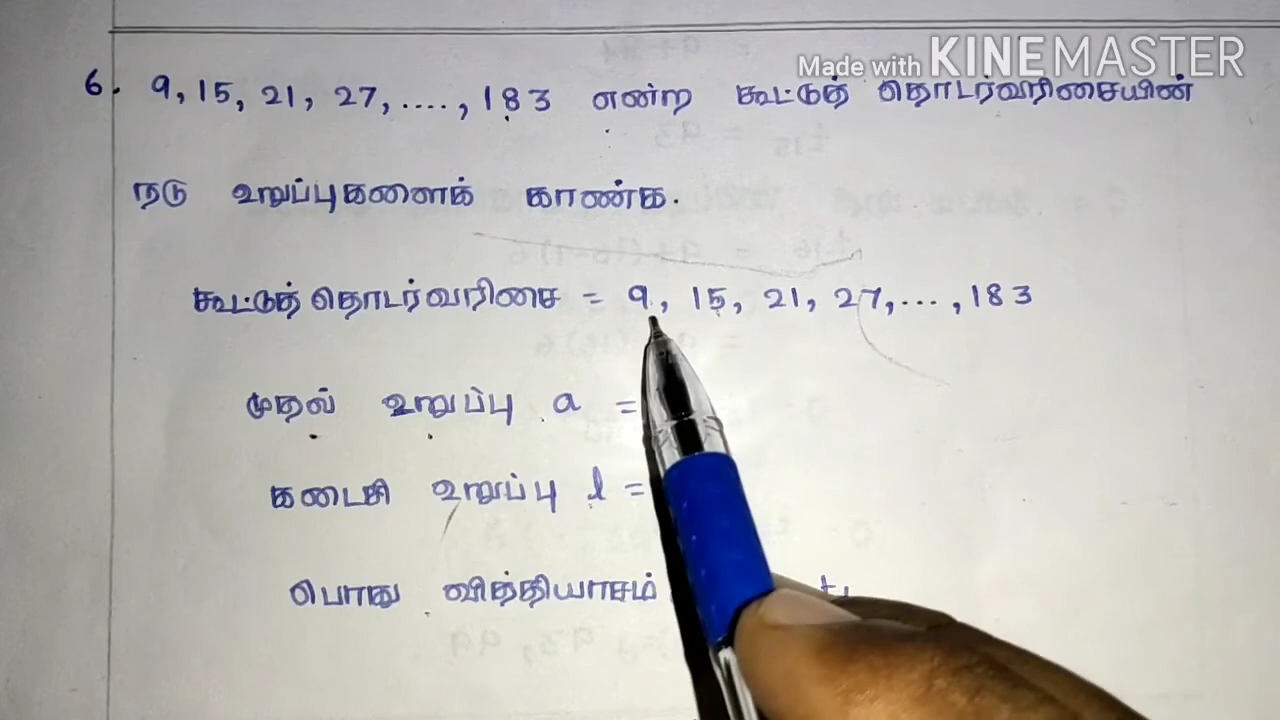 Made with KINEMASTER
6. 9, 15, 21, 27, ...., 183 என்ற கூட்டுத் தொடர்வரிசையின்
நடு உறுப்புகளைக் காண்க.
கூட்டுத் தொடர்வரிசை = 9, 15, 21, 27, ... , 183
முதல் உறுப்பு a =
கடைசி உறுப்பு l =
பொது வித்தியாசம்